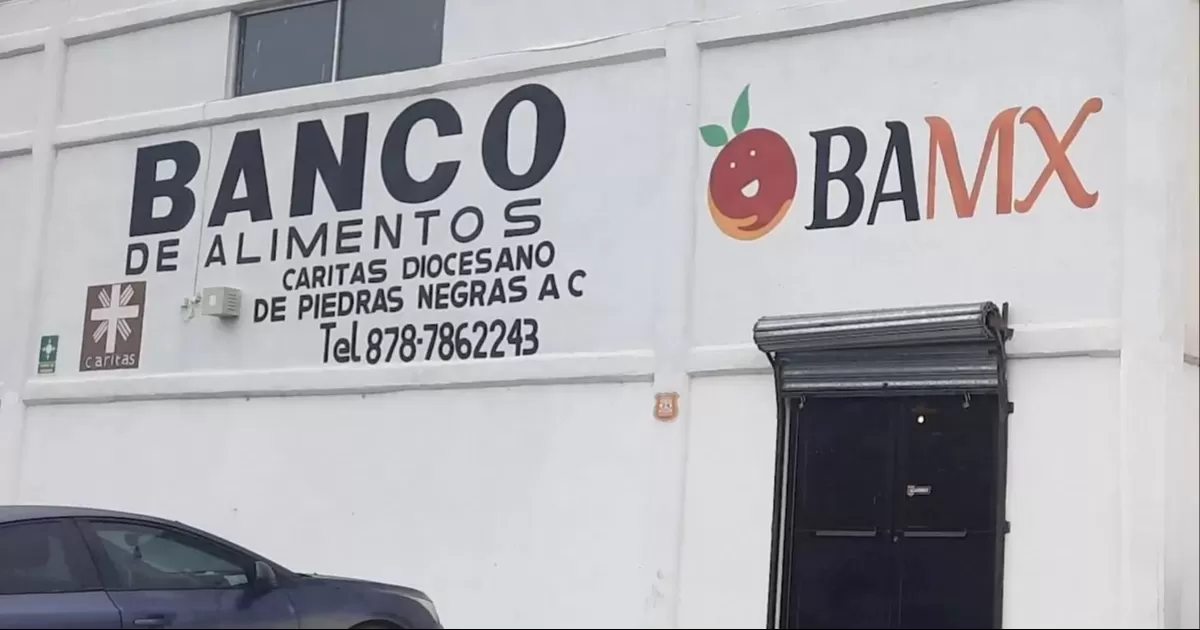 BANCO
DE ALIMENTOS
CARITAS DIOCESANO
DE PIEDRAS NEGRAS A C
Tel 878-7862243
caritas
BAMX